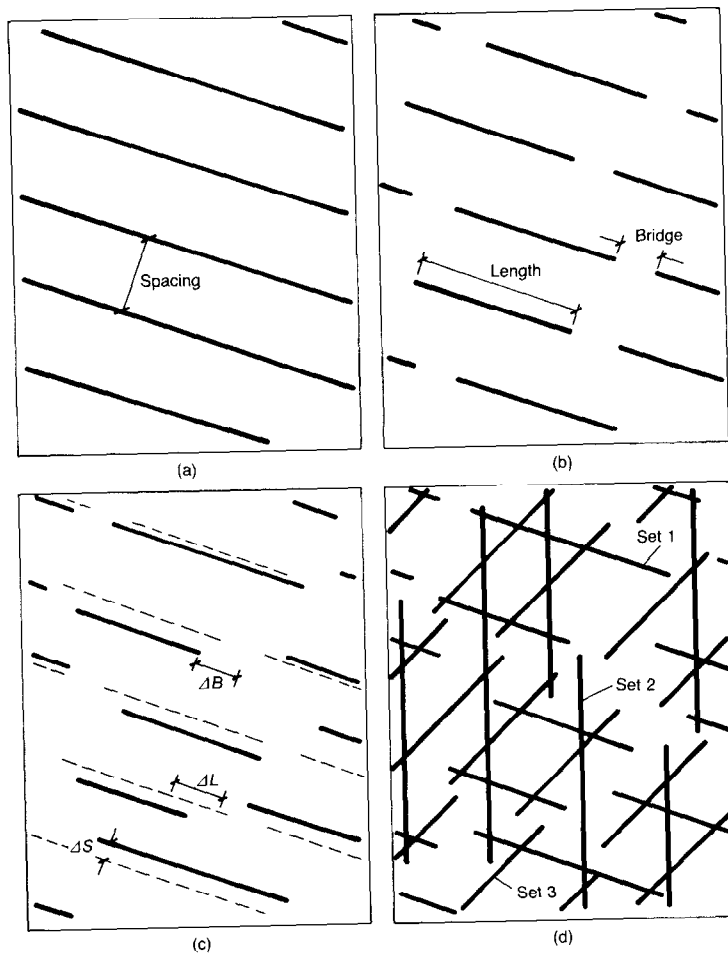 Spacing
(a)
Bridge
Length
(b)
ΔB
ΔL
ΔS
(c)
Set 1
Set 2
Set 3
(d)